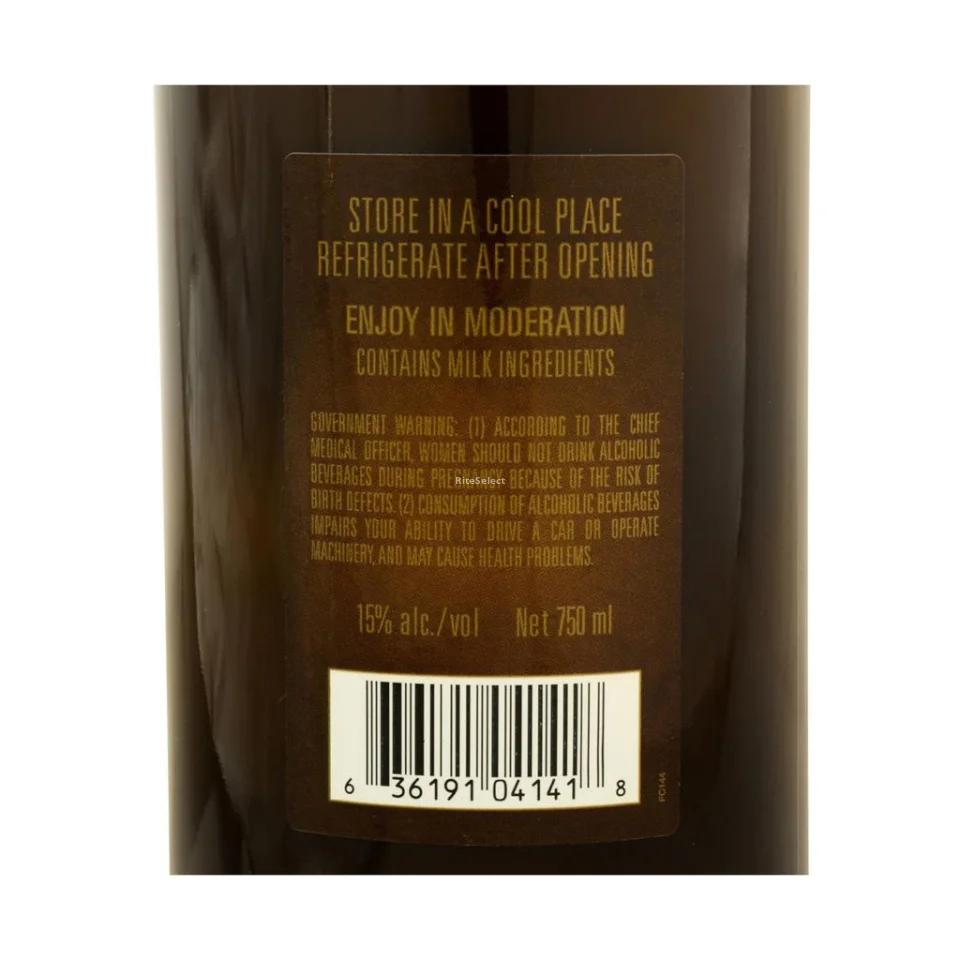 STORE IN A COOL PLACE
REFRIGERATE AFTER OPENING
ENJOY IN MODERATION
CONTAINS MILK INGREDIENTS
GOVERNMENT WARNING: (1) ACCORDING TO THE CHIEF
MEDICAL OFFICER, WOMEN SHOULD NOT DRINK ALCOHOLIC
BEVERAGES DURING PREGNANCY BECAUSE OF THE RISK OF
BIRTH DEFECTS. (2) CONSUMPTION OF ALCOHOLIC BEVERAGES
IMPAIRS YOUR ABILITY TO DRIVE A CAR OR OPERATE
MACHINERY, AND MAY CAUSE HEALTH PROBLEMS.
RiteSelect
15% alc./vol Net 750 ml
6 36191 04141 8
PC144